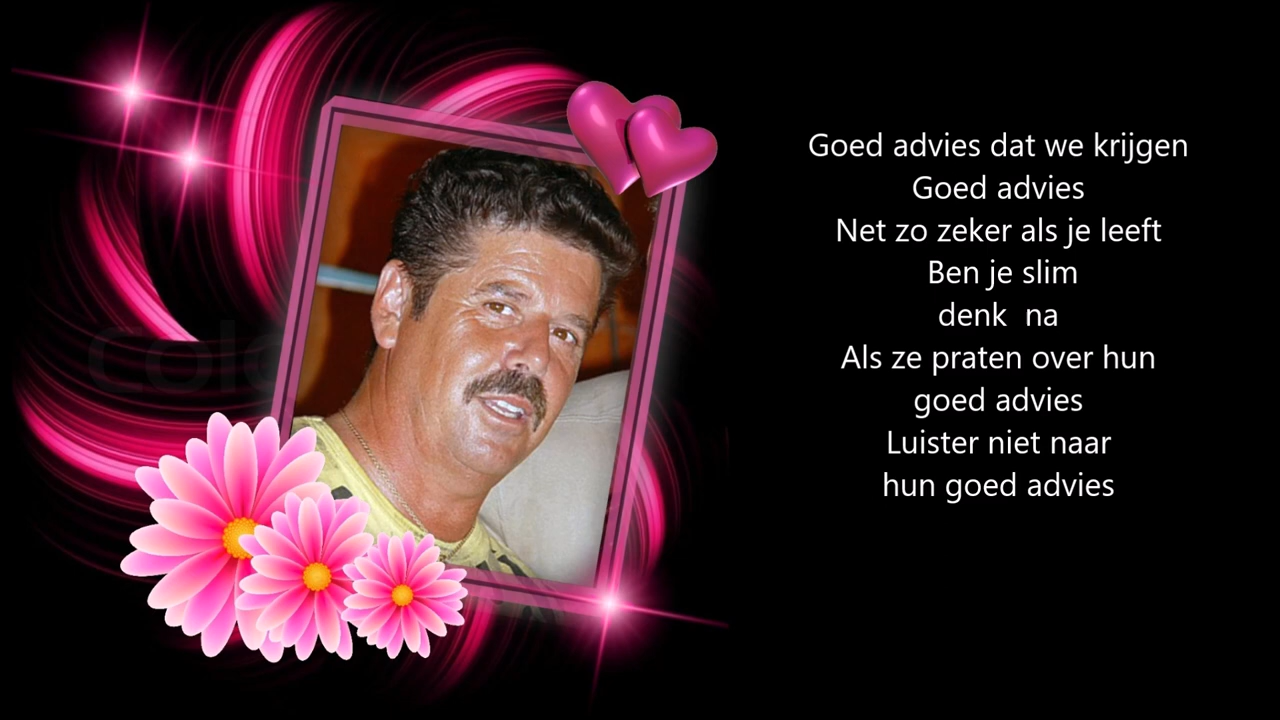 Goed advies dat we krijgen
Goed advies
Net zo zeker als je leeft
Ben je slim
denk  na
Als ze praten over hun
goed advies
Luister niet naar
hun goed advies